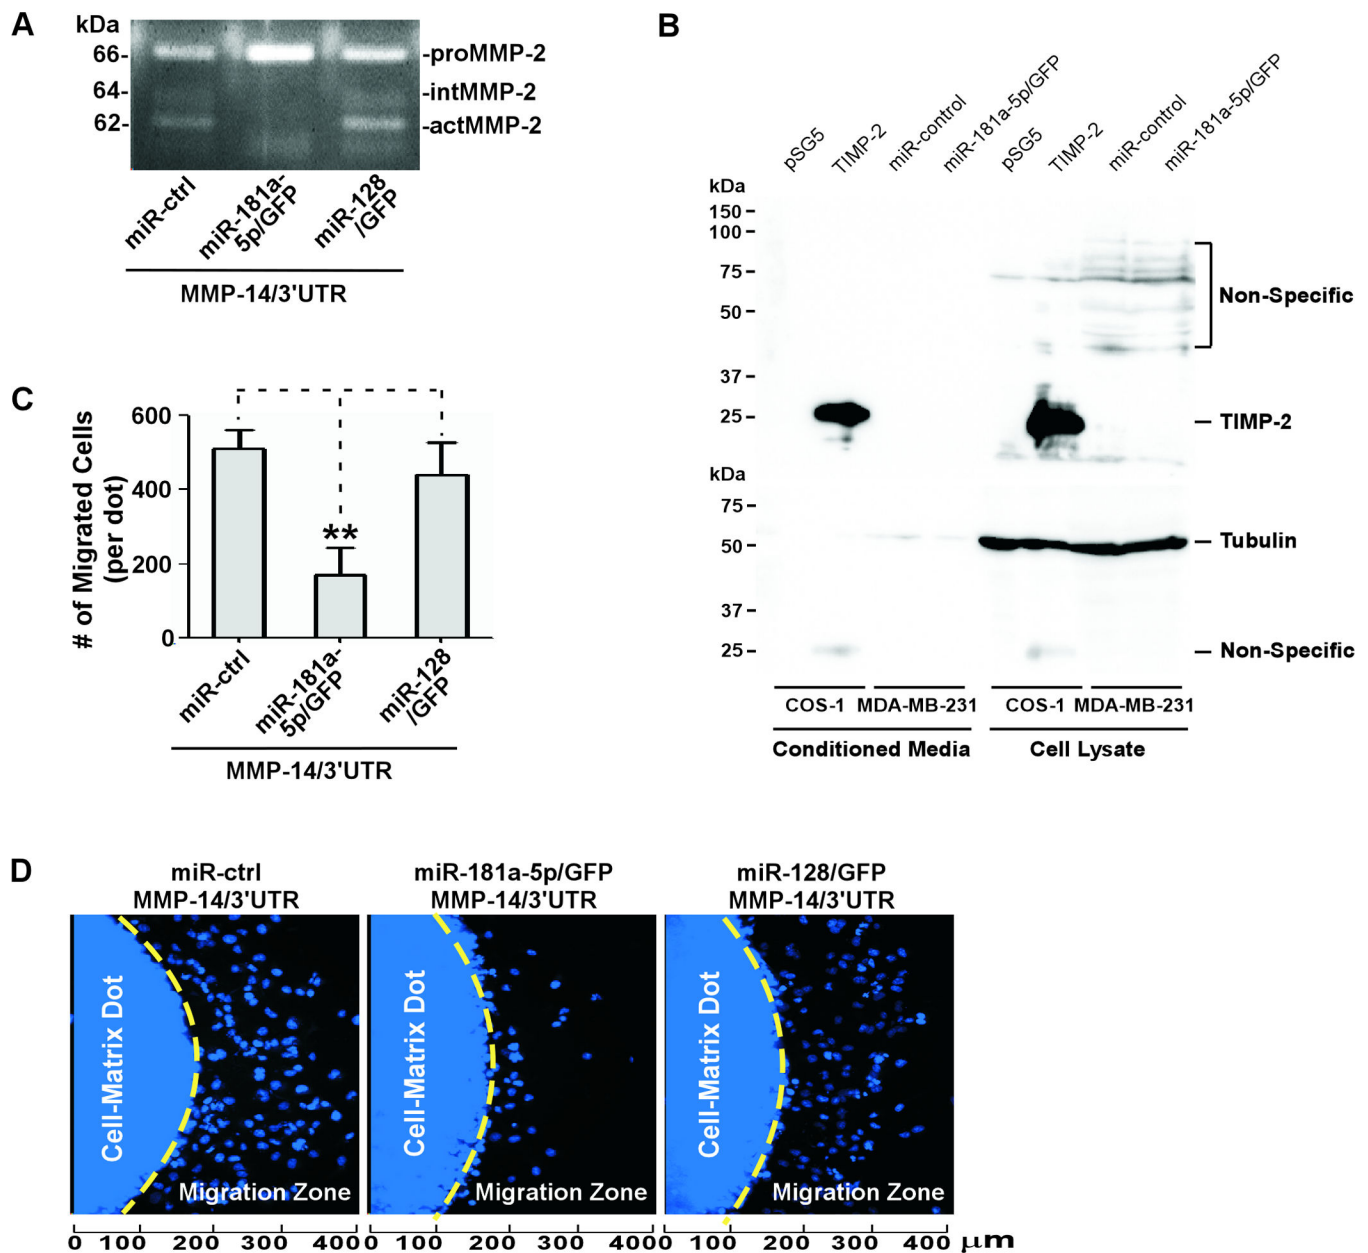 A
kDa
66-
64-
62-
-proMMP-2
-intMMP-2
-actMMP-2
miR-ctrl
miR-181a-
5p/GFP
miR-128
/GFP
MMP-14/3'UTR
B
pSG5
TIMP-2
miR-control
miR-181a-5p/GFP
pSG5
TIMP-2
miR-control
miR-181a-5p/GFP
kDa
150
100
75
50
37
25
Non-Specific
TIMP-2
kDa
75
50
37
25
Tubulin
Non-Specific
COS-1 MDA-MB-231 COS-1 MDA-MB-231
Conditioned Media Cell Lysate
C
# of Migrated Cells
(per dot)
600
400
200
0
**
miR-ctrl
miR-181a-
5p/GFP
miR-128
/GFP
MMP-14/3'UTR
D
miR-ctrl
MMP-14/3'UTR
miR-181a-5p/GFP
MMP-14/3'UTR
miR-128/GFP
MMP-14/3'UTR
Cell-Matrix Dot
Migration Zone
Cell-Matrix Dot
Migration Zone
Cell-Matrix Dot
Migration Zone
0 100 200 300 400 0 100 200 300 400 0 100 200 300 400 μm